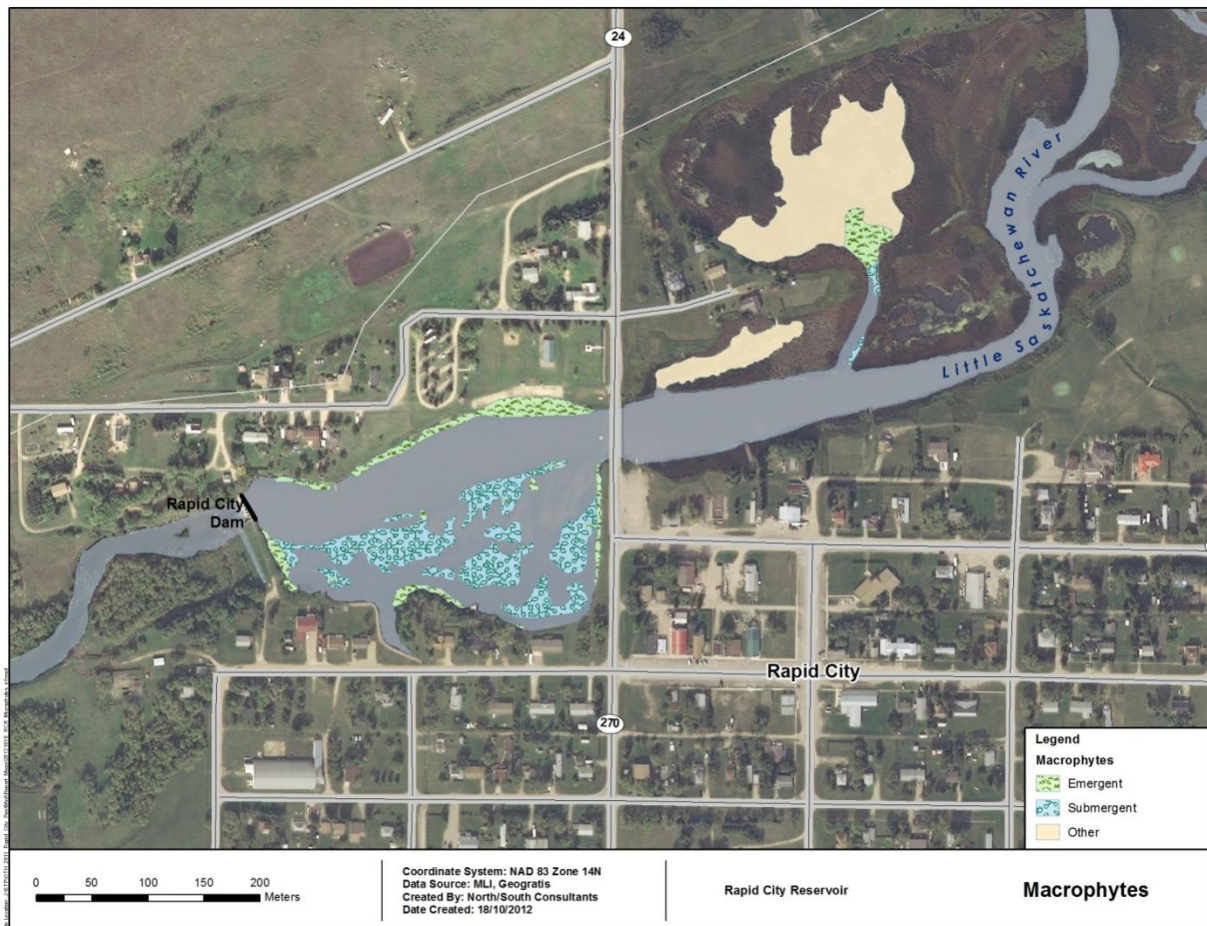 24
Little Saskatchewan River
Rapid City
Dam
Rapid City
270
Legend
Macrophytes
Emergent
Submergent
Other
0 50 100 150 200
Meters
Coordinate System: NAD 83 Zone 14N
Data Source: MLI, Geogratis
Created By: North/South Consultants
Date Created: 18/10/2012
Rapid City Reservoir
Macrophytes